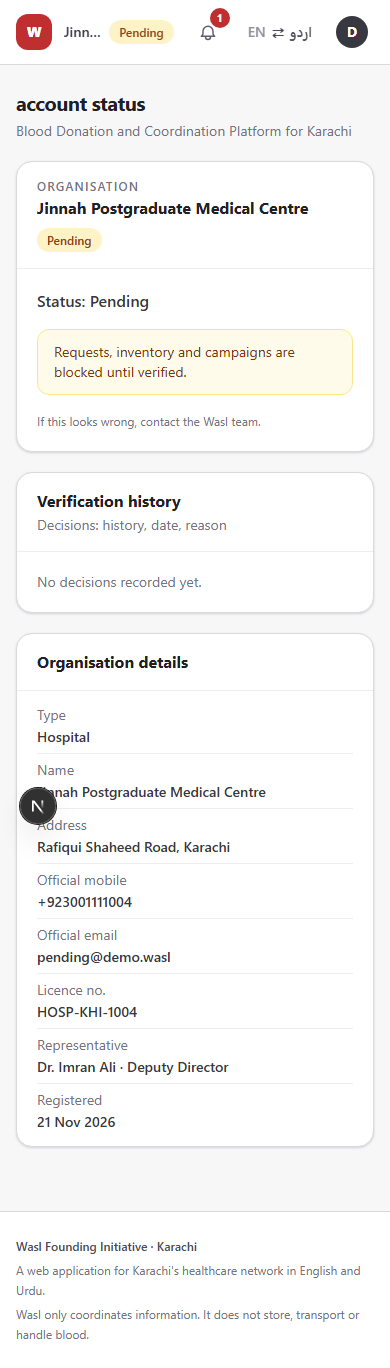 W Jinn... Pending 1 EN ⇄ اردو D
account status
Blood Donation and Coordination Platform for Karachi
ORGANISATION
Jinnah Postgraduate Medical Centre
Pending
Status: Pending
Requests, inventory and campaigns are
blocked until verified.
If this looks wrong, contact the Wasl team.
Verification history
Decisions: history, date, reason
No decisions recorded yet.
Organisation details
Type
Hospital
Name
Jinnah Postgraduate Medical Centre
N
Address
Rafiqui Shaheed Road, Karachi
Official mobile
+923001111004
Official email
pending@demo.wasl
Licence no.
HOSP-KHI-1004
Representative
Dr. Imran Ali · Deputy Director
Registered
21 Nov 2026
Wasl Founding Initiative · Karachi
A web application for Karachi's healthcare network in English and
Urdu.
Wasl only coordinates information. It does not store, transport or
handle blood.